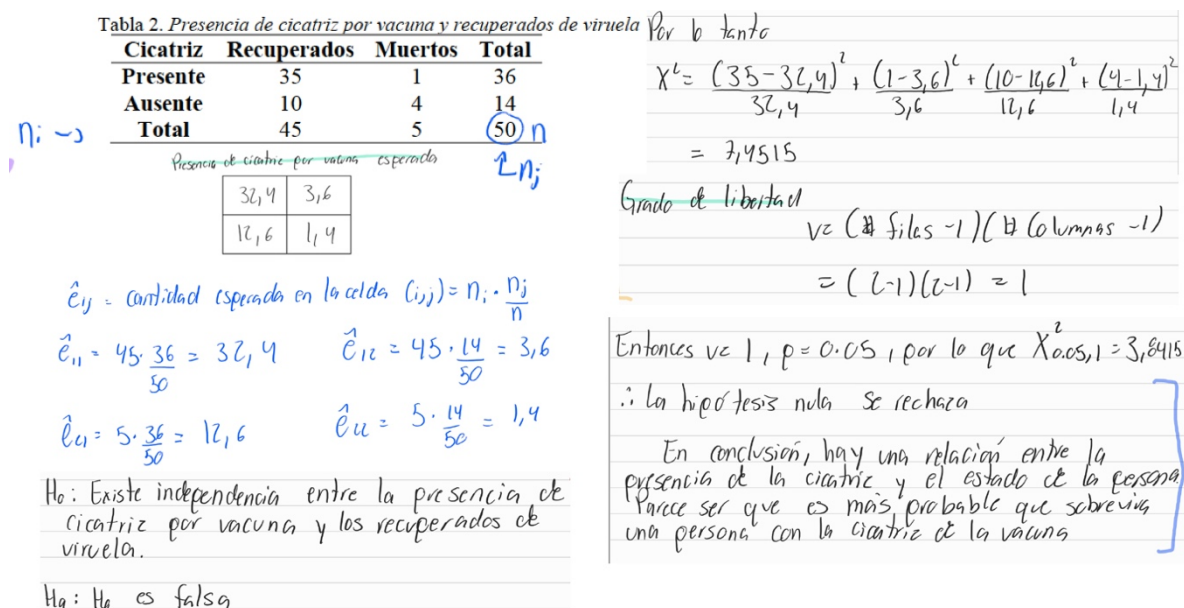 Tabla 2. Presencia de cicatriz por vacuna y recuperados de viruela
Cicatriz Recuperados Muertos Total
Presente 35 1 36
Ausente 10 4 14
Total 45 5 50 n
ni →
↑ nj
Presencia de cicatriz por vacuna esperada
32,4 3,6
12,6 1,4
êij = cantidad esperada en la celda (i,j) = ni · nj/n
ê11 = 45 · 36/50 = 32,4 ê12 = 45 · 14/50 = 3,6
ê21 = 5 · 36/50 = 12,6 ê22 = 5 · 14/50 = 1,4
Ho: Existe independencia entre la presencia de
cicatriz por vacuna y los recuperados de
viruela.
Ha: Ho es falsa
Por lo tanto
X² = (35-32,4)²/32,4 + (1-3,6)²/3,6 + (10-12,6)²/12,6 + (4-1,4)²/1,4
= 7,4515
Grado de libertad
v= (# filas -1)(# Columnas -1)
= (2-1)(2-1) = 1
Entonces v= 1, p= 0.05, por lo que X²0.05,1 = 3,8415
∴ La hipótesis nula se rechaza
En conclusión, hay una relación entre la
presencia de la cicatriz y el estado de la persona.
Parece ser que es más probable que sobreviva
una persona con la cicatriz de la vacuna